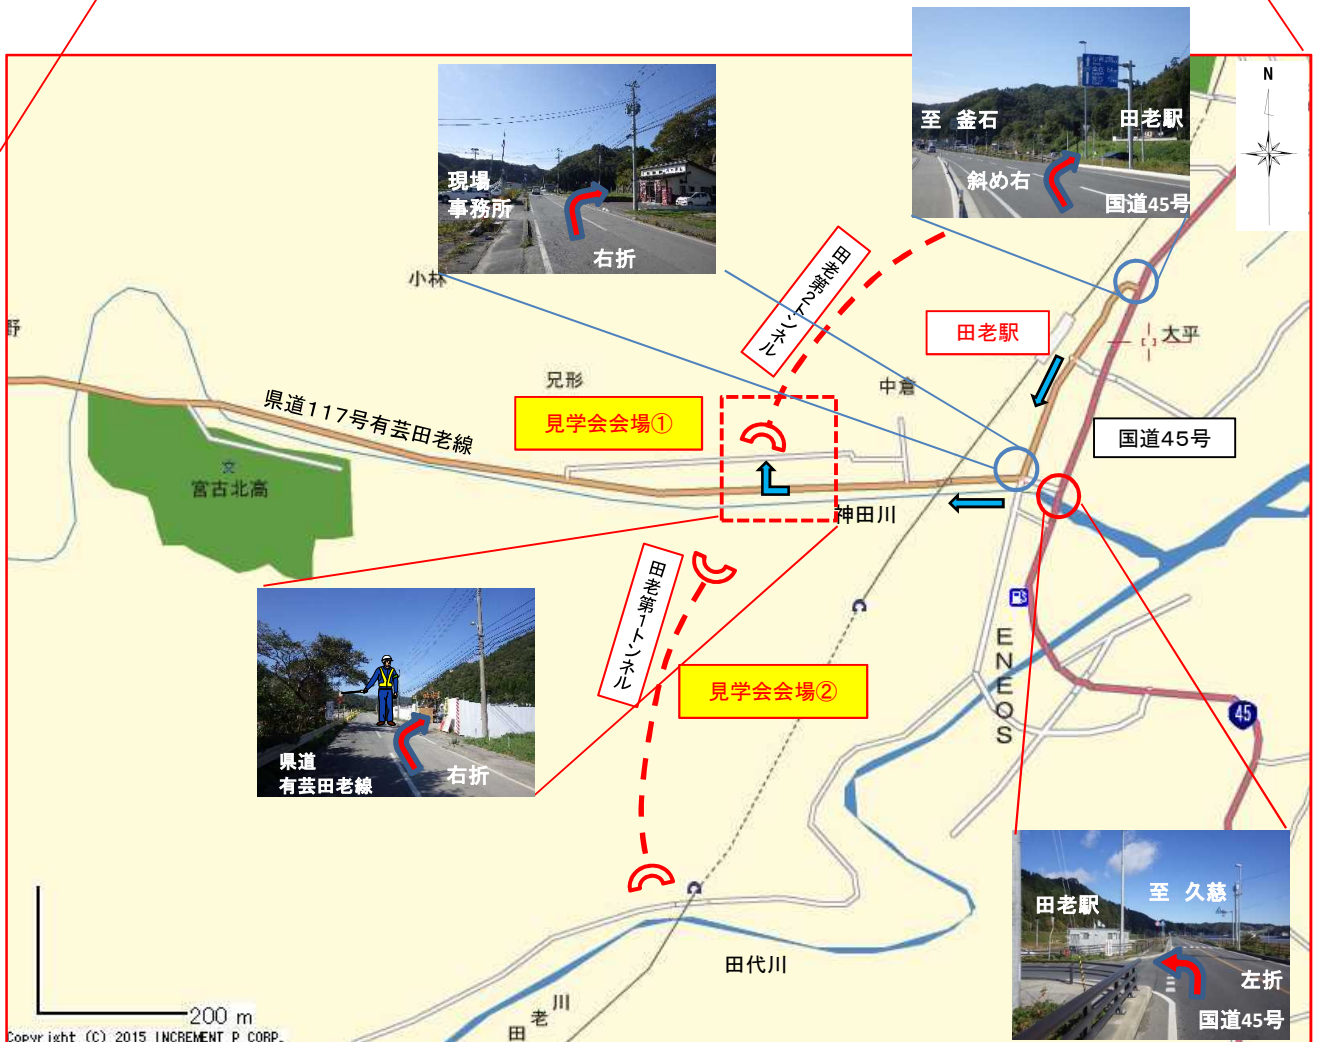 至 釜石
田老駅
斜め右
国道45号
N
現場
事務所
右折
小林
田老第2トンネル
野
田老駅
大平
兄形
中倉
県道117号有芸田老線
見学会会場①
国道45号
文
宮古北高
神田川
田老第1トンネル
ENEOS
見学会会場②
45
県道
有芸田老線
右折
田老駅
至 久慈
左折
国道45号
田代川
田老川
200 m
Copyright (C) 2015 INCREMENT P CORP.